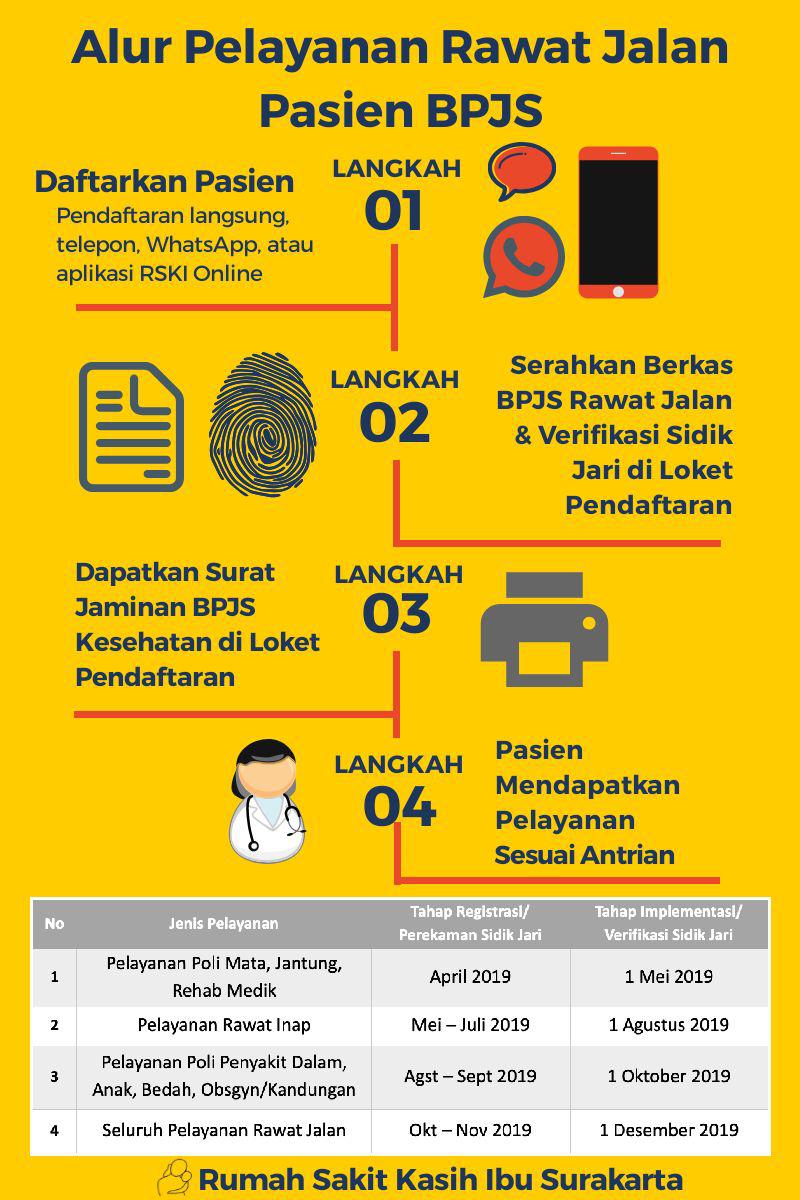 Alur Pelayanan Rawat Jalan
Pasien BPJS
LANGKAH
01
Daftarkan Pasien
Pendaftaran langsung,
telepon, WhatsApp, atau
aplikasi RSKI Online
LANGKAH
02
Serahkan Berkas
BPJS Rawat Jalan
& Verifikasi Sidik
Jari di Loket
Pendaftaran
LANGKAH
03
Dapatkan Surat
Jaminan BPJS
Kesehatan di Loket
Pendaftaran
LANGKAH
04
Pasien
Mendapatkan
Pelayanan
Sesuai Antrian
No Jenis Pelayanan Tahap Registrasi/ Tahap Implementasi/
Perekaman Sidik Jari Verifikasi Sidik Jari
1 Pelayanan Poli Mata, Jantung, April 2019 1 Mei 2019
Rehab Medik
2 Pelayanan Rawat Inap Mei – Juli 2019 1 Agustus 2019
3 Pelayanan Poli Penyakit Dalam, Agst – Sept 2019 1 Oktober 2019
Anak, Bedah, Obsgyn/Kandungan
4 Seluruh Pelayanan Rawat Jalan Okt – Nov 2019 1 Desember 2019
Rumah Sakit Kasih Ibu Surakarta